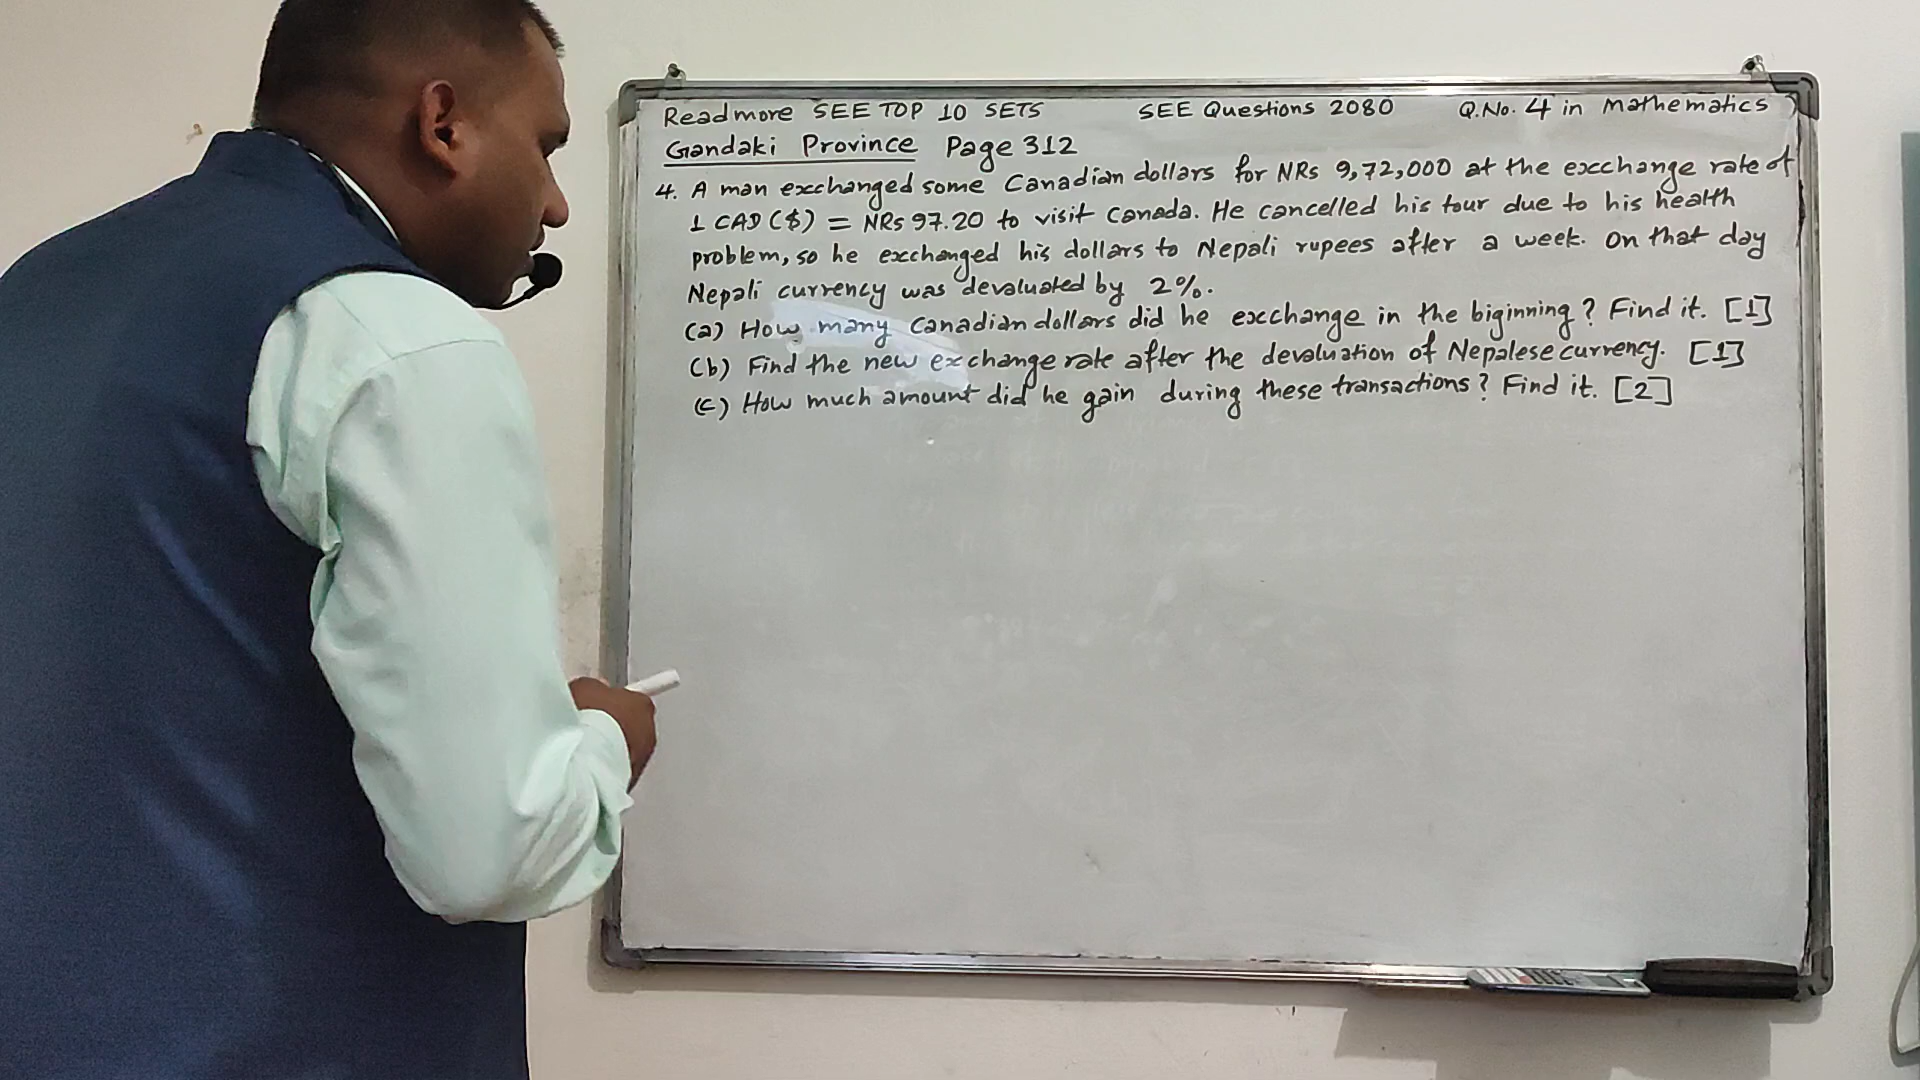 Readmore SEE TOP 10 SETS SEE Questions 2080 Q.No. 4 in Mathematics
Gandaki Province Page 312
4. A man exchanged some Canadian dollars for NRs 9,72,000 at the exchange rate of
1 CAD ($) = NRs 97.20 to visit Canada. He cancelled his tour due to his health
problem, so he exchanged his dollars to Nepali rupees after a week. On that day
Nepali currency was devaluated by 2%.
(a) How many Canadian dollars did he exchange in the biginning? Find it. [1]
(b) Find the new exchange rate after the devaluation of Nepalese currency. [1]
(c) How much amount did he gain during these transactions? Find it. [2]